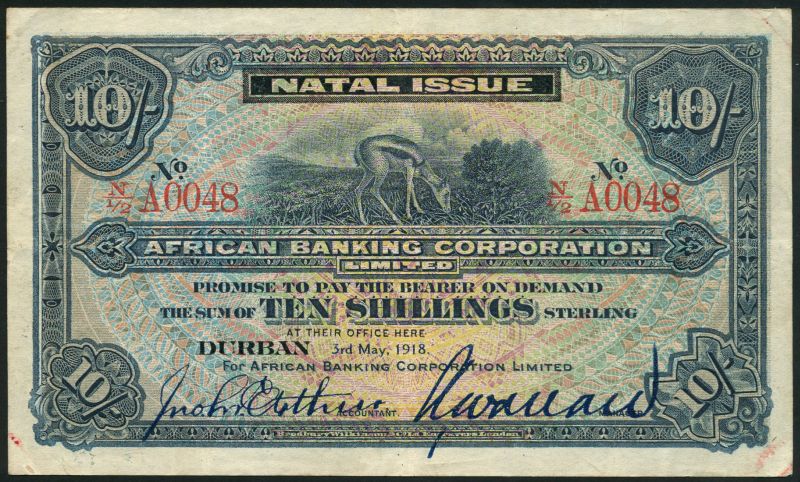 NATAL ISSUE
10/- 10/-
No. No.
N/1/2 A0048 N/1/2 A0048
AFRICAN BANKING CORPORATION
LIMITED
PROMISE TO PAY THE BEARER ON DEMAND
THE SUM OF TEN SHILLINGS STERLING
AT THEIR OFFICE HERE
DURBAN 3rd May, 1918.
For AFRICAN BANKING CORPORATION LIMITED
10/- 10/-
ACCOUNTANT.